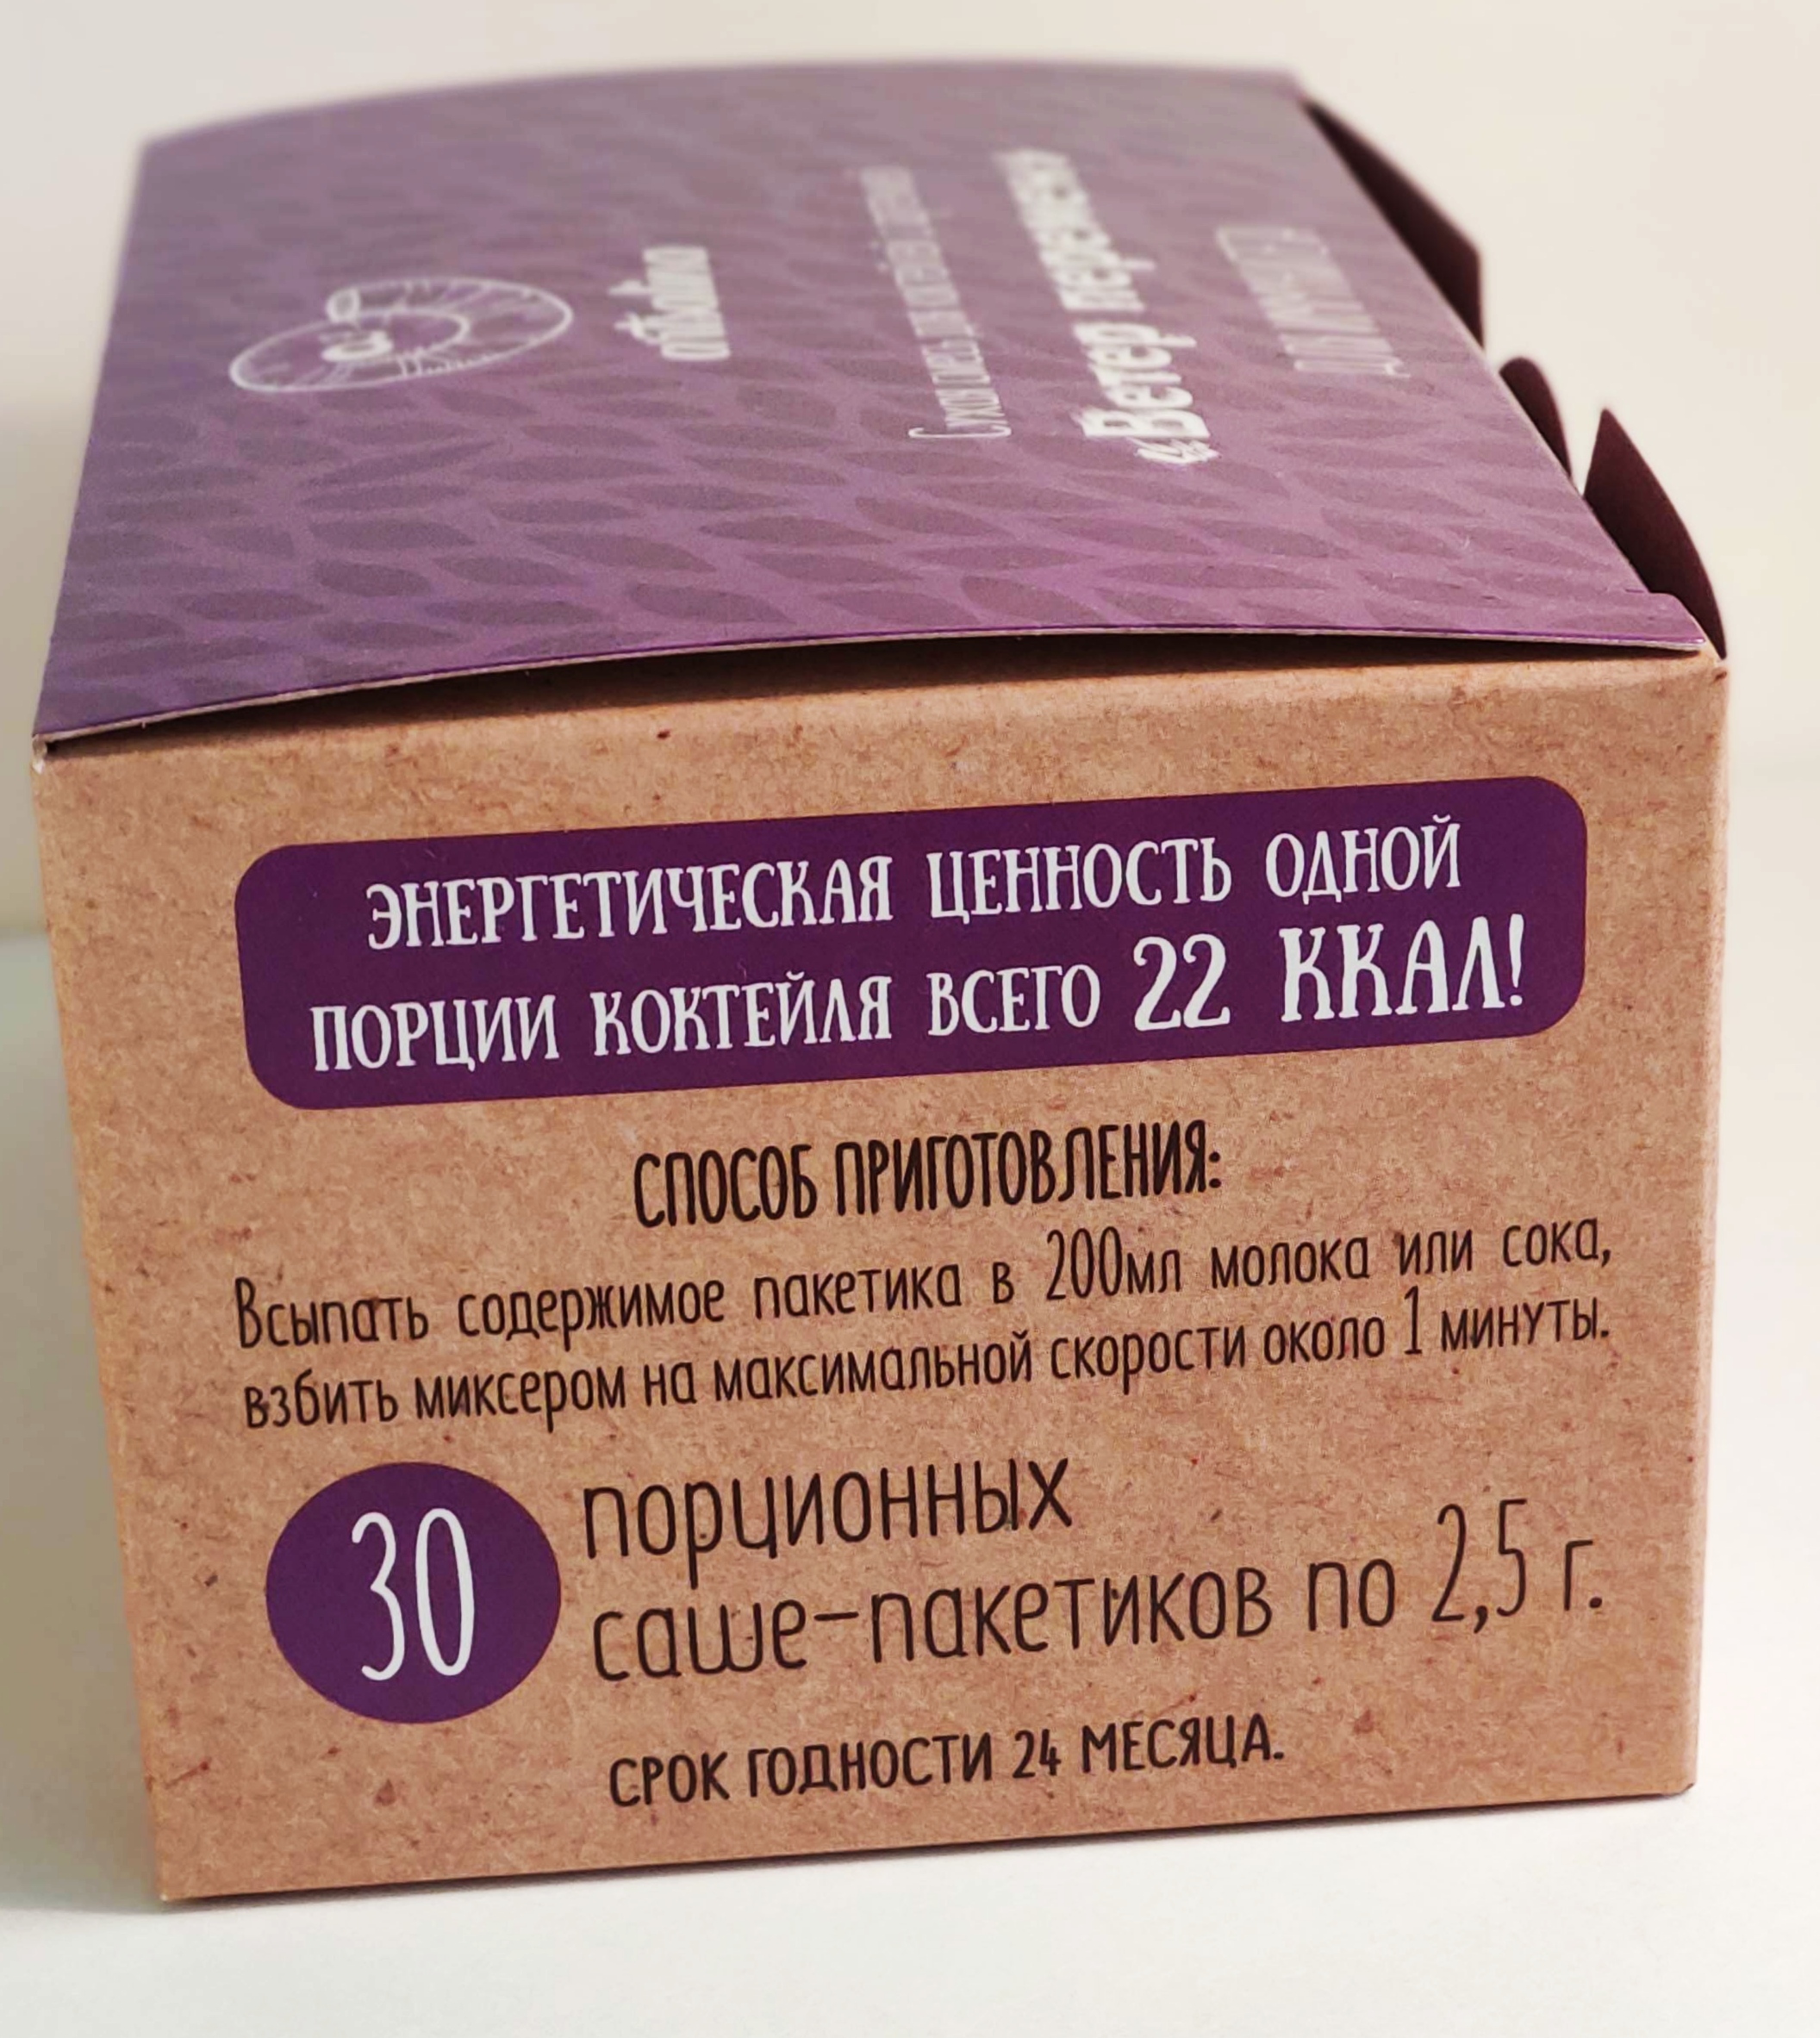 «Ветер перемен»
ЭНЕРГЕТИЧЕСКАЯ ЦЕННОСТЬ ОДНОЙ
ПОРЦИИ КОКТЕЙЛЯ ВСЕГО 22 ККАЛ!
СПОСОБ ПРИГОТОВЛЕНИЯ:
Всыпать содержимое пакетика в 200мл молока или сока,
взбить миксером на максимальной скорости около 1 минуты.
30 порционных
саше-пакетиков по 2,5 г.
СРОК ГОДНОСТИ 24 МЕСЯЦА.